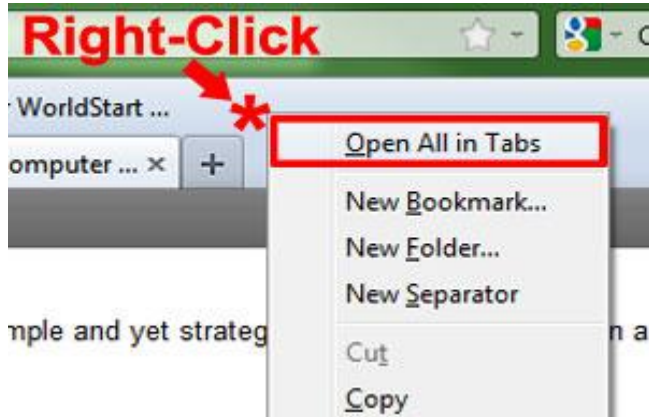 Right-Click
WorldStart ...
omputer ...
Open All in Tabs
New Bookmark...
New Folder...
New Separator
mple and yet strateg
n a
Cut
Copy